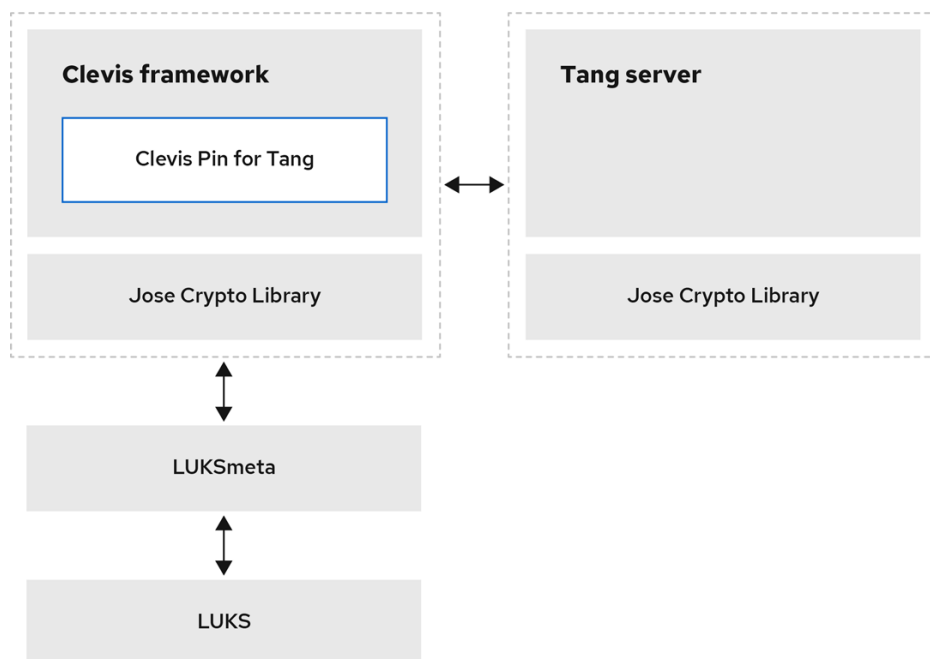 Clevis framework
Clevis Pin for Tang
Jose Crypto Library
Tang server
Jose Crypto Library
LUKSmeta
LUKS